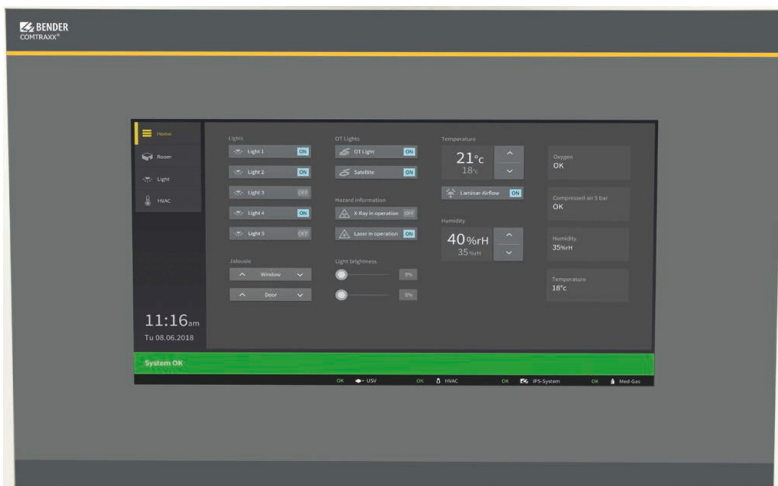 BENDER
COMTRAXX®
Home
Room
Light
HVAC
11:16am
Tu 08.06.2018
Lights
Light 1 ON
Light 2 ON
Light 3 OFF
Light 4 ON
Light 5 OFF
Jalousie
Window
Door
OT Lights
OT Light ON
Satellite ON
Hazard information
X-Ray in operation OFF
Laser in operation ON
Light brightness
0%
0%
Temperature
21°c
18°c
Laminar Airflow ON
Humidity
40%rH
35%rH
Oxygen
OK
Compressed air 5 bar
OK
Humidity
35%rH
Temperature
18°c
System OK
OK USV OK HVAC OK IPS-System OK Med-Gas